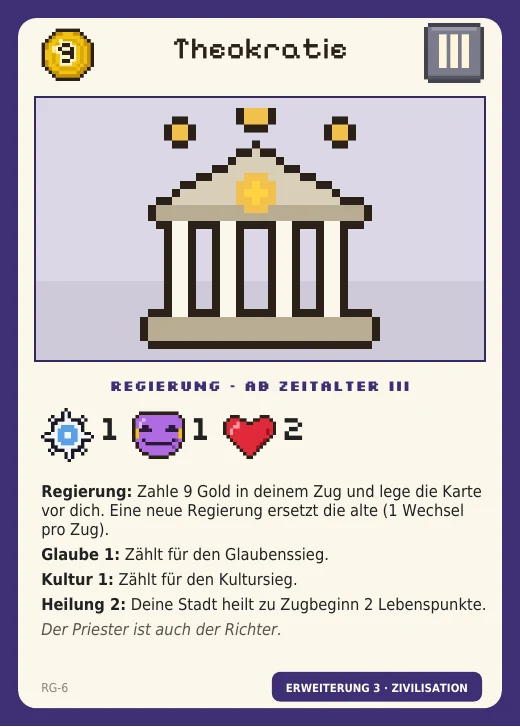 9
Theokratie
III
REGIERUNG - AB ZEITALTER III
1 1 2
Regierung: Zahle 9 Gold in deinem Zug und lege die Karte
vor dich. Eine neue Regierung ersetzt die alte (1 Wechsel
pro Zug).
Glaube 1: Zählt für den Glaubenssieg.
Kultur 1: Zählt für den Kultursieg.
Heilung 2: Deine Stadt heilt zu Zugbeginn 2 Lebenspunkte.
Der Priester ist auch der Richter.
RG-6
ERWEITERUNG 3 · ZIVILISATION